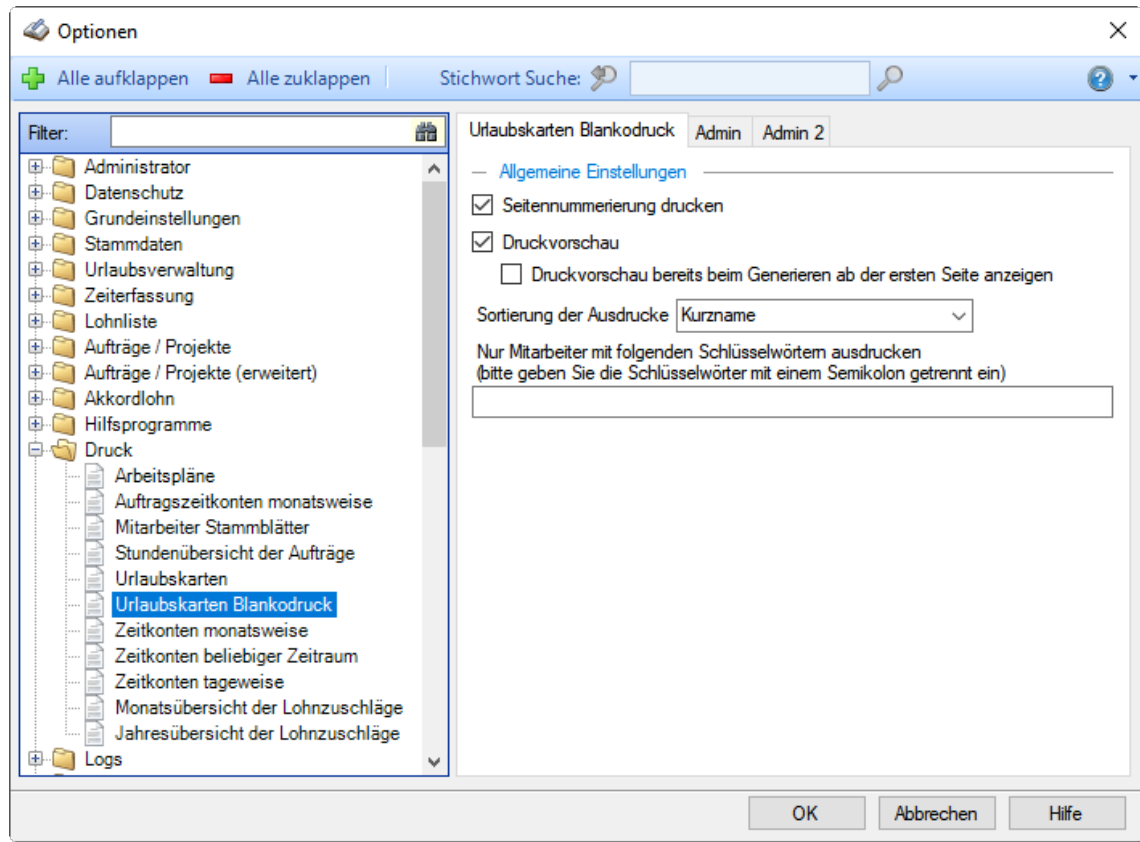 Optionen
Alle aufklappen Alle zuklappen Stichwort Suche:
Filter:
Administrator
Datenschutz
Grundeinstellungen
Stammdaten
Urlaubsverwaltung
Zeiterfassung
Lohnliste
Aufträge / Projekte
Aufträge / Projekte (erweitert)
Akkordlohn
Hilfsprogramme
Druck
Arbeitspläne
Auftragszeitkonten monatsweise
Mitarbeiter Stammblätter
Stundenübersicht der Aufträge
Urlaubskarten
Urlaubskarten Blankodruck
Zeitkonten monatsweise
Zeitkonten beliebiger Zeitraum
Zeitkonten tageweise
Monatsübersicht der Lohnzuschläge
Jahresübersicht der Lohnzuschläge
Logs
Urlaubskarten Blankodruck Admin Admin 2
Allgemeine Einstellungen
Seitennummerierung drucken
Druckvorschau
Druckvorschau bereits beim Generieren ab der ersten Seite anzeigen
Sortierung der Ausdrucke Kurzname
Nur Mitarbeiter mit folgenden Schlüsselwörtern ausdrucken
(bitte geben Sie die Schlüsselwörter mit einem Semikolon getrennt ein)
OK Abbrechen Hilfe